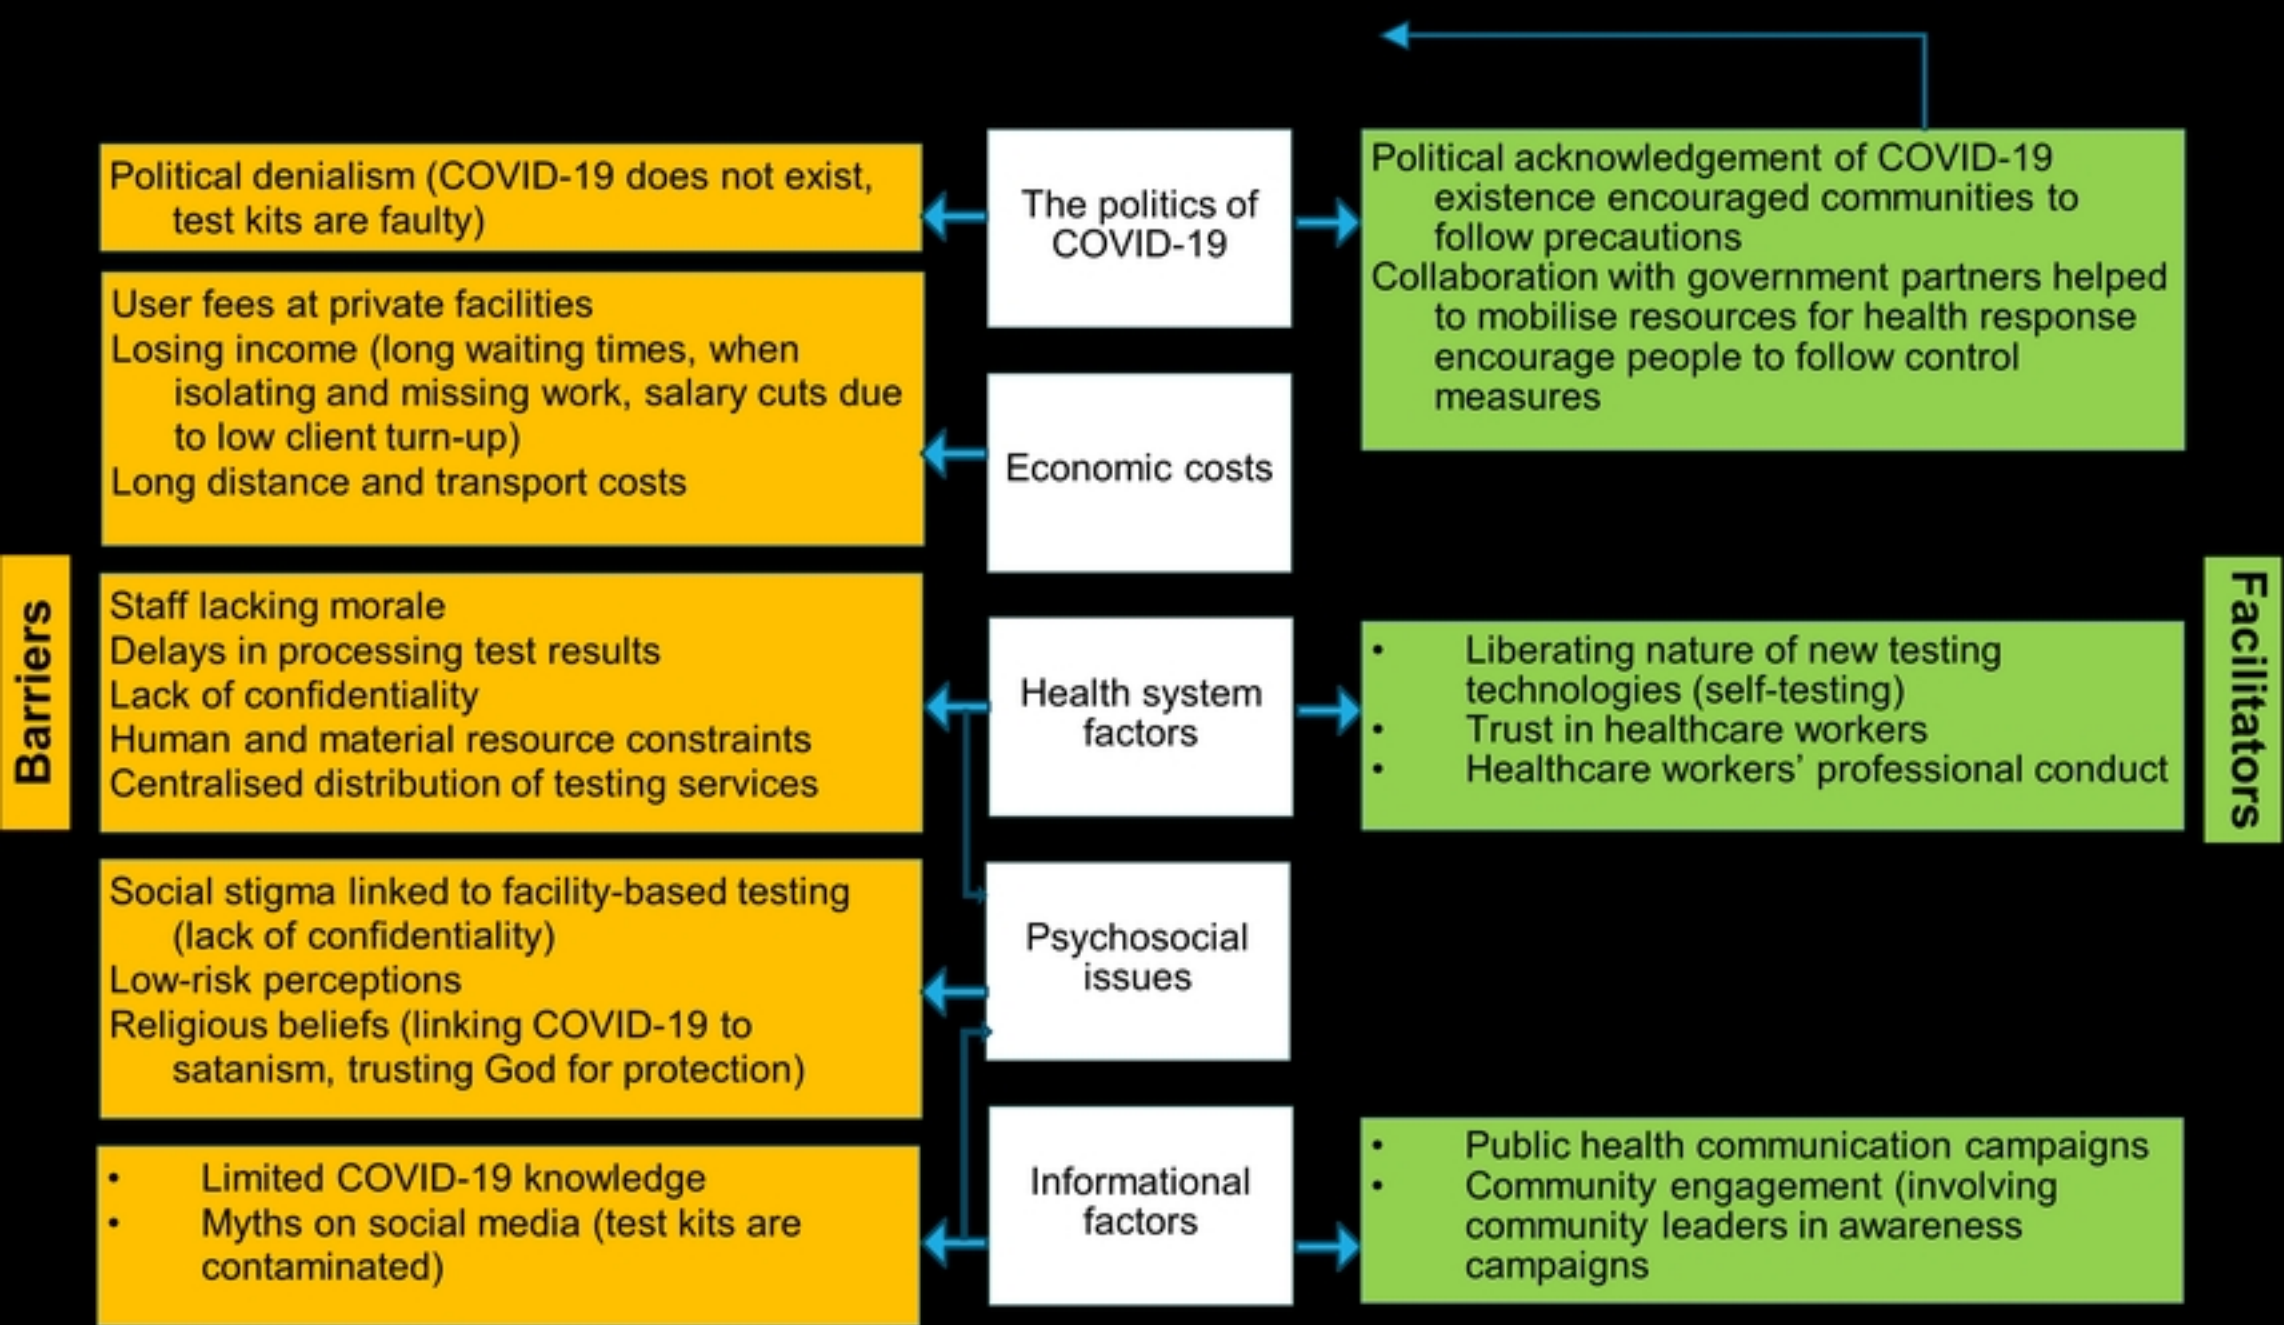 Political denialism (COVID-19 does not exist,
test kits are faulty)
User fees at private facilities
Losing income (long waiting times, when
isolating and missing work, salary cuts due
to low client turn-up)
Long distance and transport costs
Barriers
Staff lacking morale
Delays in processing test results
Lack of confidentiality
Human and material resource constraints
Centralised distribution of testing services
Social stigma linked to facility-based testing
(lack of confidentiality)
Low-risk perceptions
Religious beliefs (linking COVID-19 to
satanism, trusting God for protection)
• Limited COVID-19 knowledge
• Myths on social media (test kits are
contaminated)
The politics of
COVID-19
Economic costs
Health system
factors
Psychosocial
issues
Informational
factors
Political acknowledgement of COVID-19
existence encouraged communities to
follow precautions
Collaboration with government partners helped
to mobilise resources for health response
encourage people to follow control
measures
• Liberating nature of new testing
technologies (self-testing)
• Trust in healthcare workers
• Healthcare workers’ professional conduct
• Public health communication campaigns
• Community engagement (involving
community leaders in awareness
campaigns
Facilitators